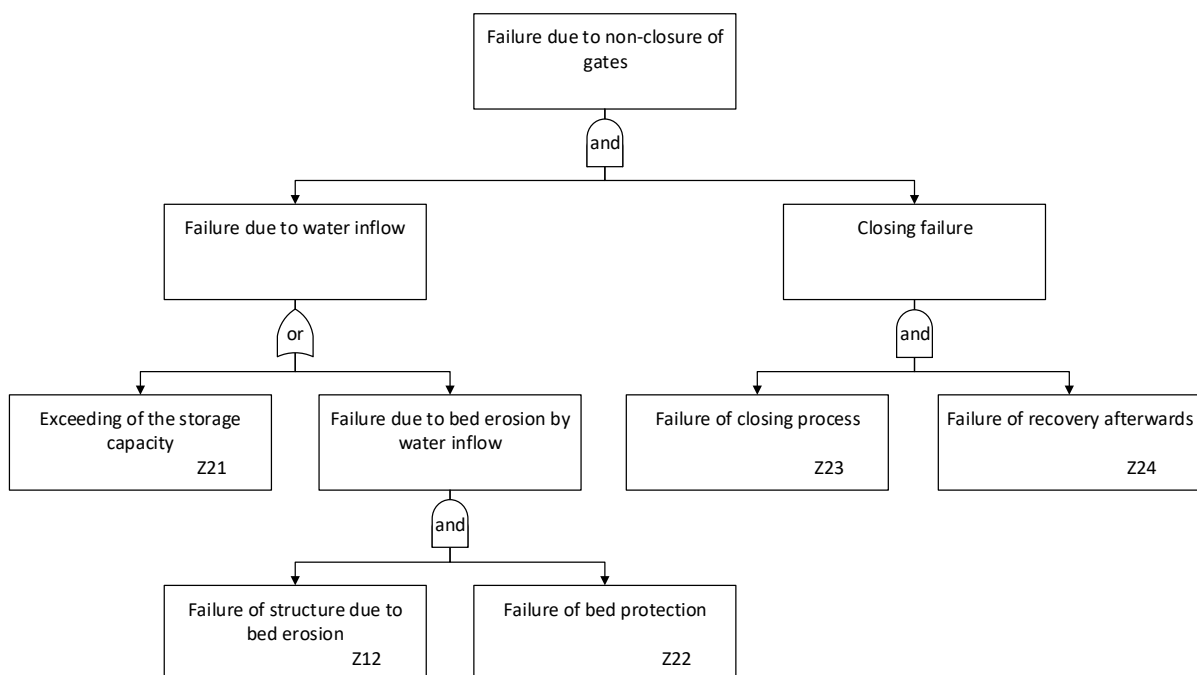 Failure due to non-closure of
gates
and
Failure due to water inflow
Closing failure
or
and
Exceeding of the storage
capacity
Z21
Failure due to bed erosion by
water inflow
Failure of closing process
Z23
Failure of recovery afterwards
Z24
and
Failure of structure due to
bed erosion
Z12
Failure of bed protection
Z22